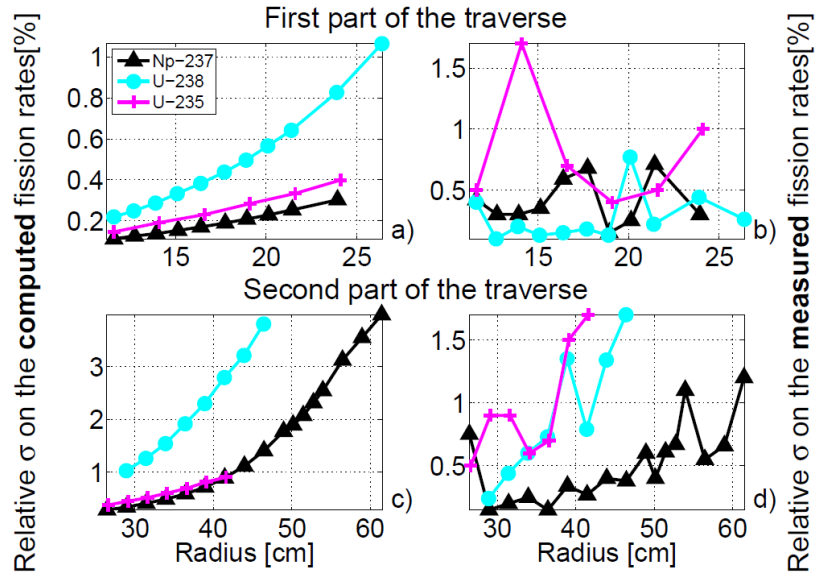 First part of the traverse
Relative σ on the computed fission rates[%]
Relative σ on the measured fission rates[%]
1
0.8
0.6
0.4
0.2
Np-237
U-238
U-235
15
20
25
a)
1.5
1
0.5
15
20
25
b)
Second part of the traverse
3
2
1
30
40
50
60
c)
Radius [cm]
1.5
1
0.5
30
40
50
60
d)
Radius [cm]